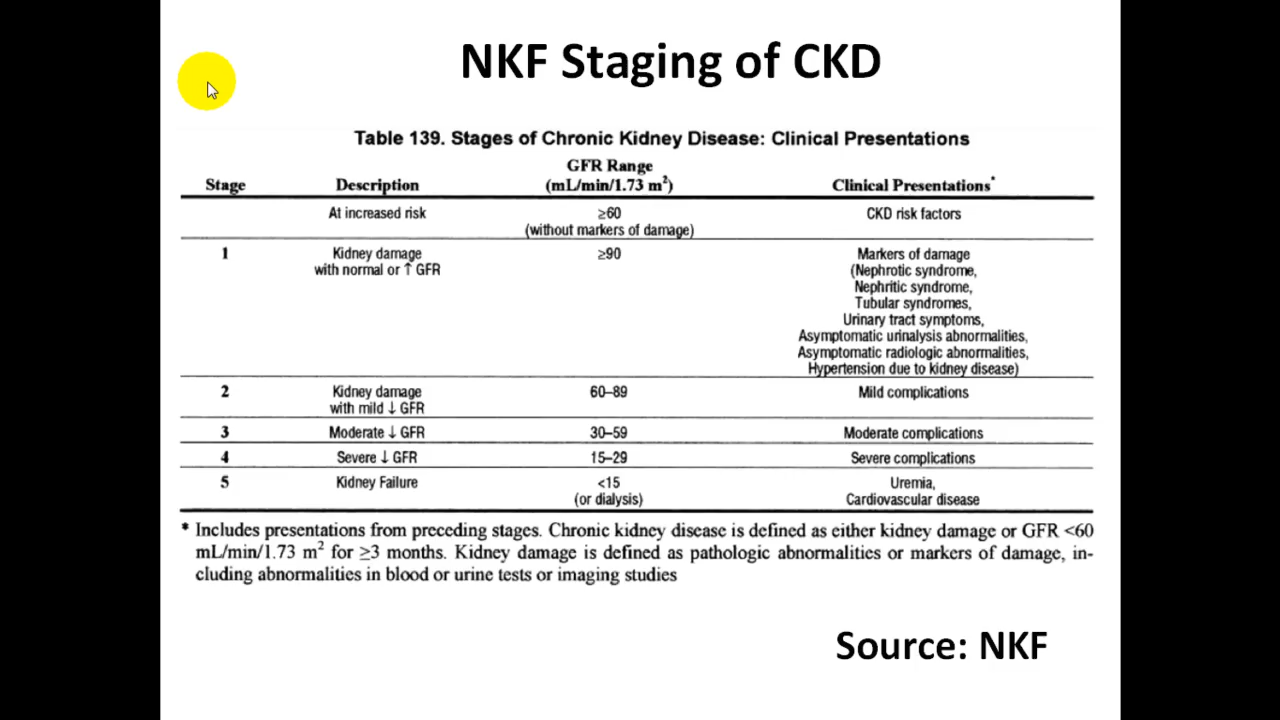 NKF Staging of CKD
Table 139. Stages of Chronic Kidney Disease: Clinical Presentations
Stage Description GFR Range (mL/min/1.73 m²) Clinical Presentations*
At increased risk ≥60 CKD risk factors
(without markers of damage)
1 Kidney damage ≥90 Markers of damage
with normal or ↑ GFR (Nephrotic syndrome,
Nephritic syndrome,
Tubular syndromes,
Urinary tract symptoms,
Asymptomatic urinalysis abnormalities,
Asymptomatic radiologic abnormalities,
Hypertension due to kidney disease)
2 Kidney damage 60–89 Mild complications
with mild ↓ GFR
3 Moderate ↓ GFR 30–59 Moderate complications
4 Severe ↓ GFR 15–29 Severe complications
5 Kidney Failure <15 Uremia,
(or dialysis) Cardiovascular disease
* Includes presentations from preceding stages. Chronic kidney disease is defined as either kidney damage or GFR <60
mL/min/1.73 m² for ≥3 months. Kidney damage is defined as pathologic abnormalities or markers of damage, in-
cluding abnormalities in blood or urine tests or imaging studies
Source: NKF